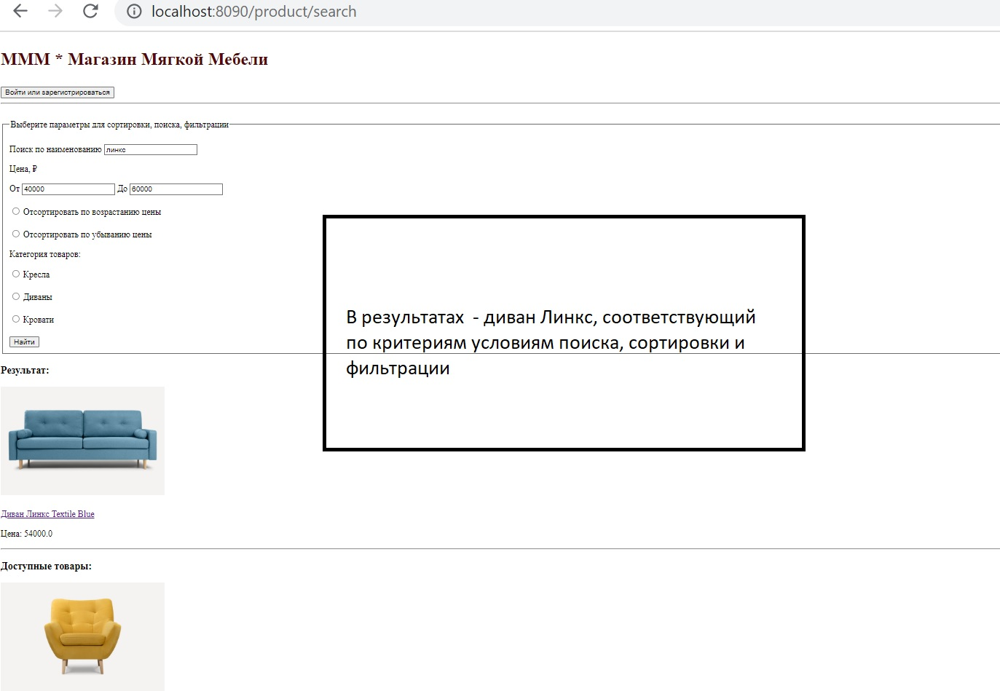 localhost:8090/product/search
МММ * Магазин Мягкой Мебели
Войти или зарегистрироваться
Выберите параметры для сортировки, поиска, фильтрации
Поиск по наименованию линкс
Цена, ₽
От 40000 До 60000
Отсортировать по возрастанию цены
Отсортировать по убыванию цены
Категория товаров:
Кресла
Диваны
Кровати
Найти
В результатах - диван Линкс, соответствующий
по критериям условиям поиска, сортировки и
фильтрации
Результат:
Диван Линкс Textile Blue
Цена: 54000.0
Доступные товары: